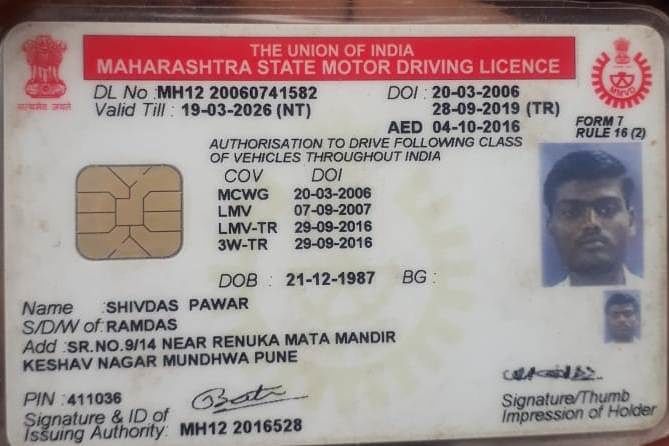 THE UNION OF INDIA
MAHARASHTRA STATE MOTOR DRIVING LICENCE
DL No :MH12 20060741582 DOI : 20-03-2006
Valid Till : 19-03-2026 (NT) 28-09-2019 (TR)
AED 04-10-2016
FORM 7
RULE 16 (2)
AUTHORISATION TO DRIVE FOLLOWING CLASS
OF VEHICLES THROUGHOUT INDIA
COV DOI
MCWG 20-03-2006
LMV 07-09-2007
LMV-TR 29-09-2016
3W-TR 29-09-2016
DOB : 21-12-1987 BG :
Name :SHIVDAS PAWAR
S/D/W of :RAMDAS
Add :SR.NO.9/14 NEAR RENUKA MATA MANDIR
KESHAV NAGAR MUNDHWA PUNE
PIN :411036
Signature & ID of
Issuing Authority: MH12 2016528
Signature/Thumb
Impression of Holder
सत्यमेव जयते
MMVD